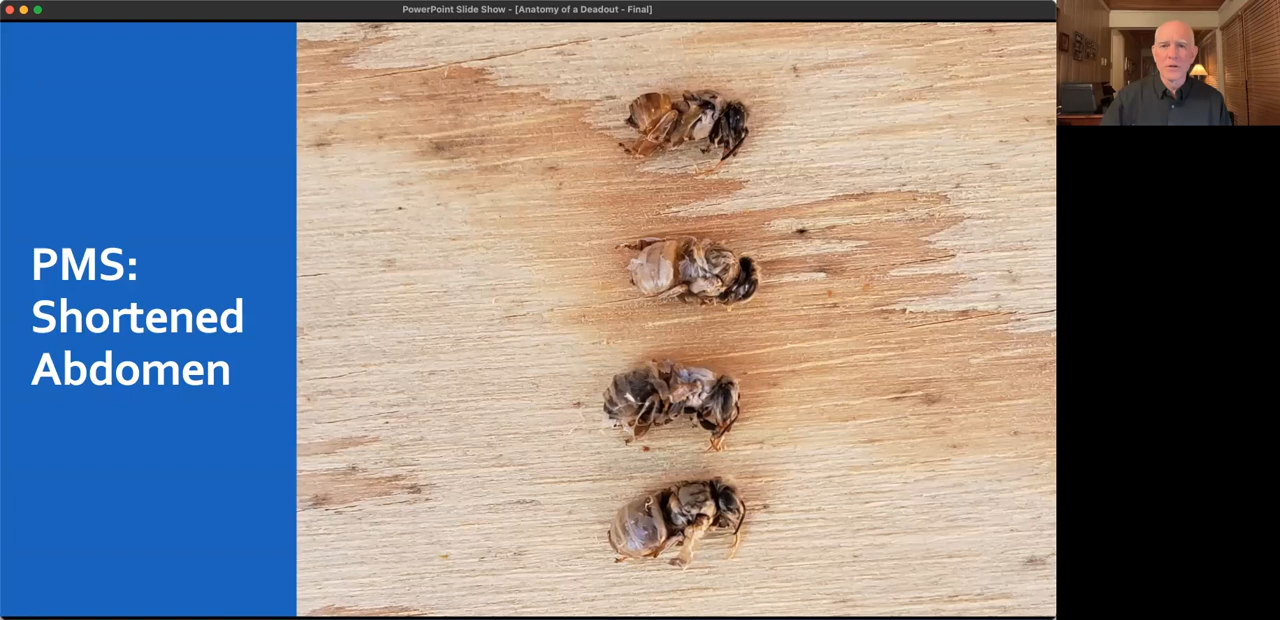 PowerPoint Slide Show - [Anatomy of a Deadout - Final]
PMS:
Shortened
Abdomen